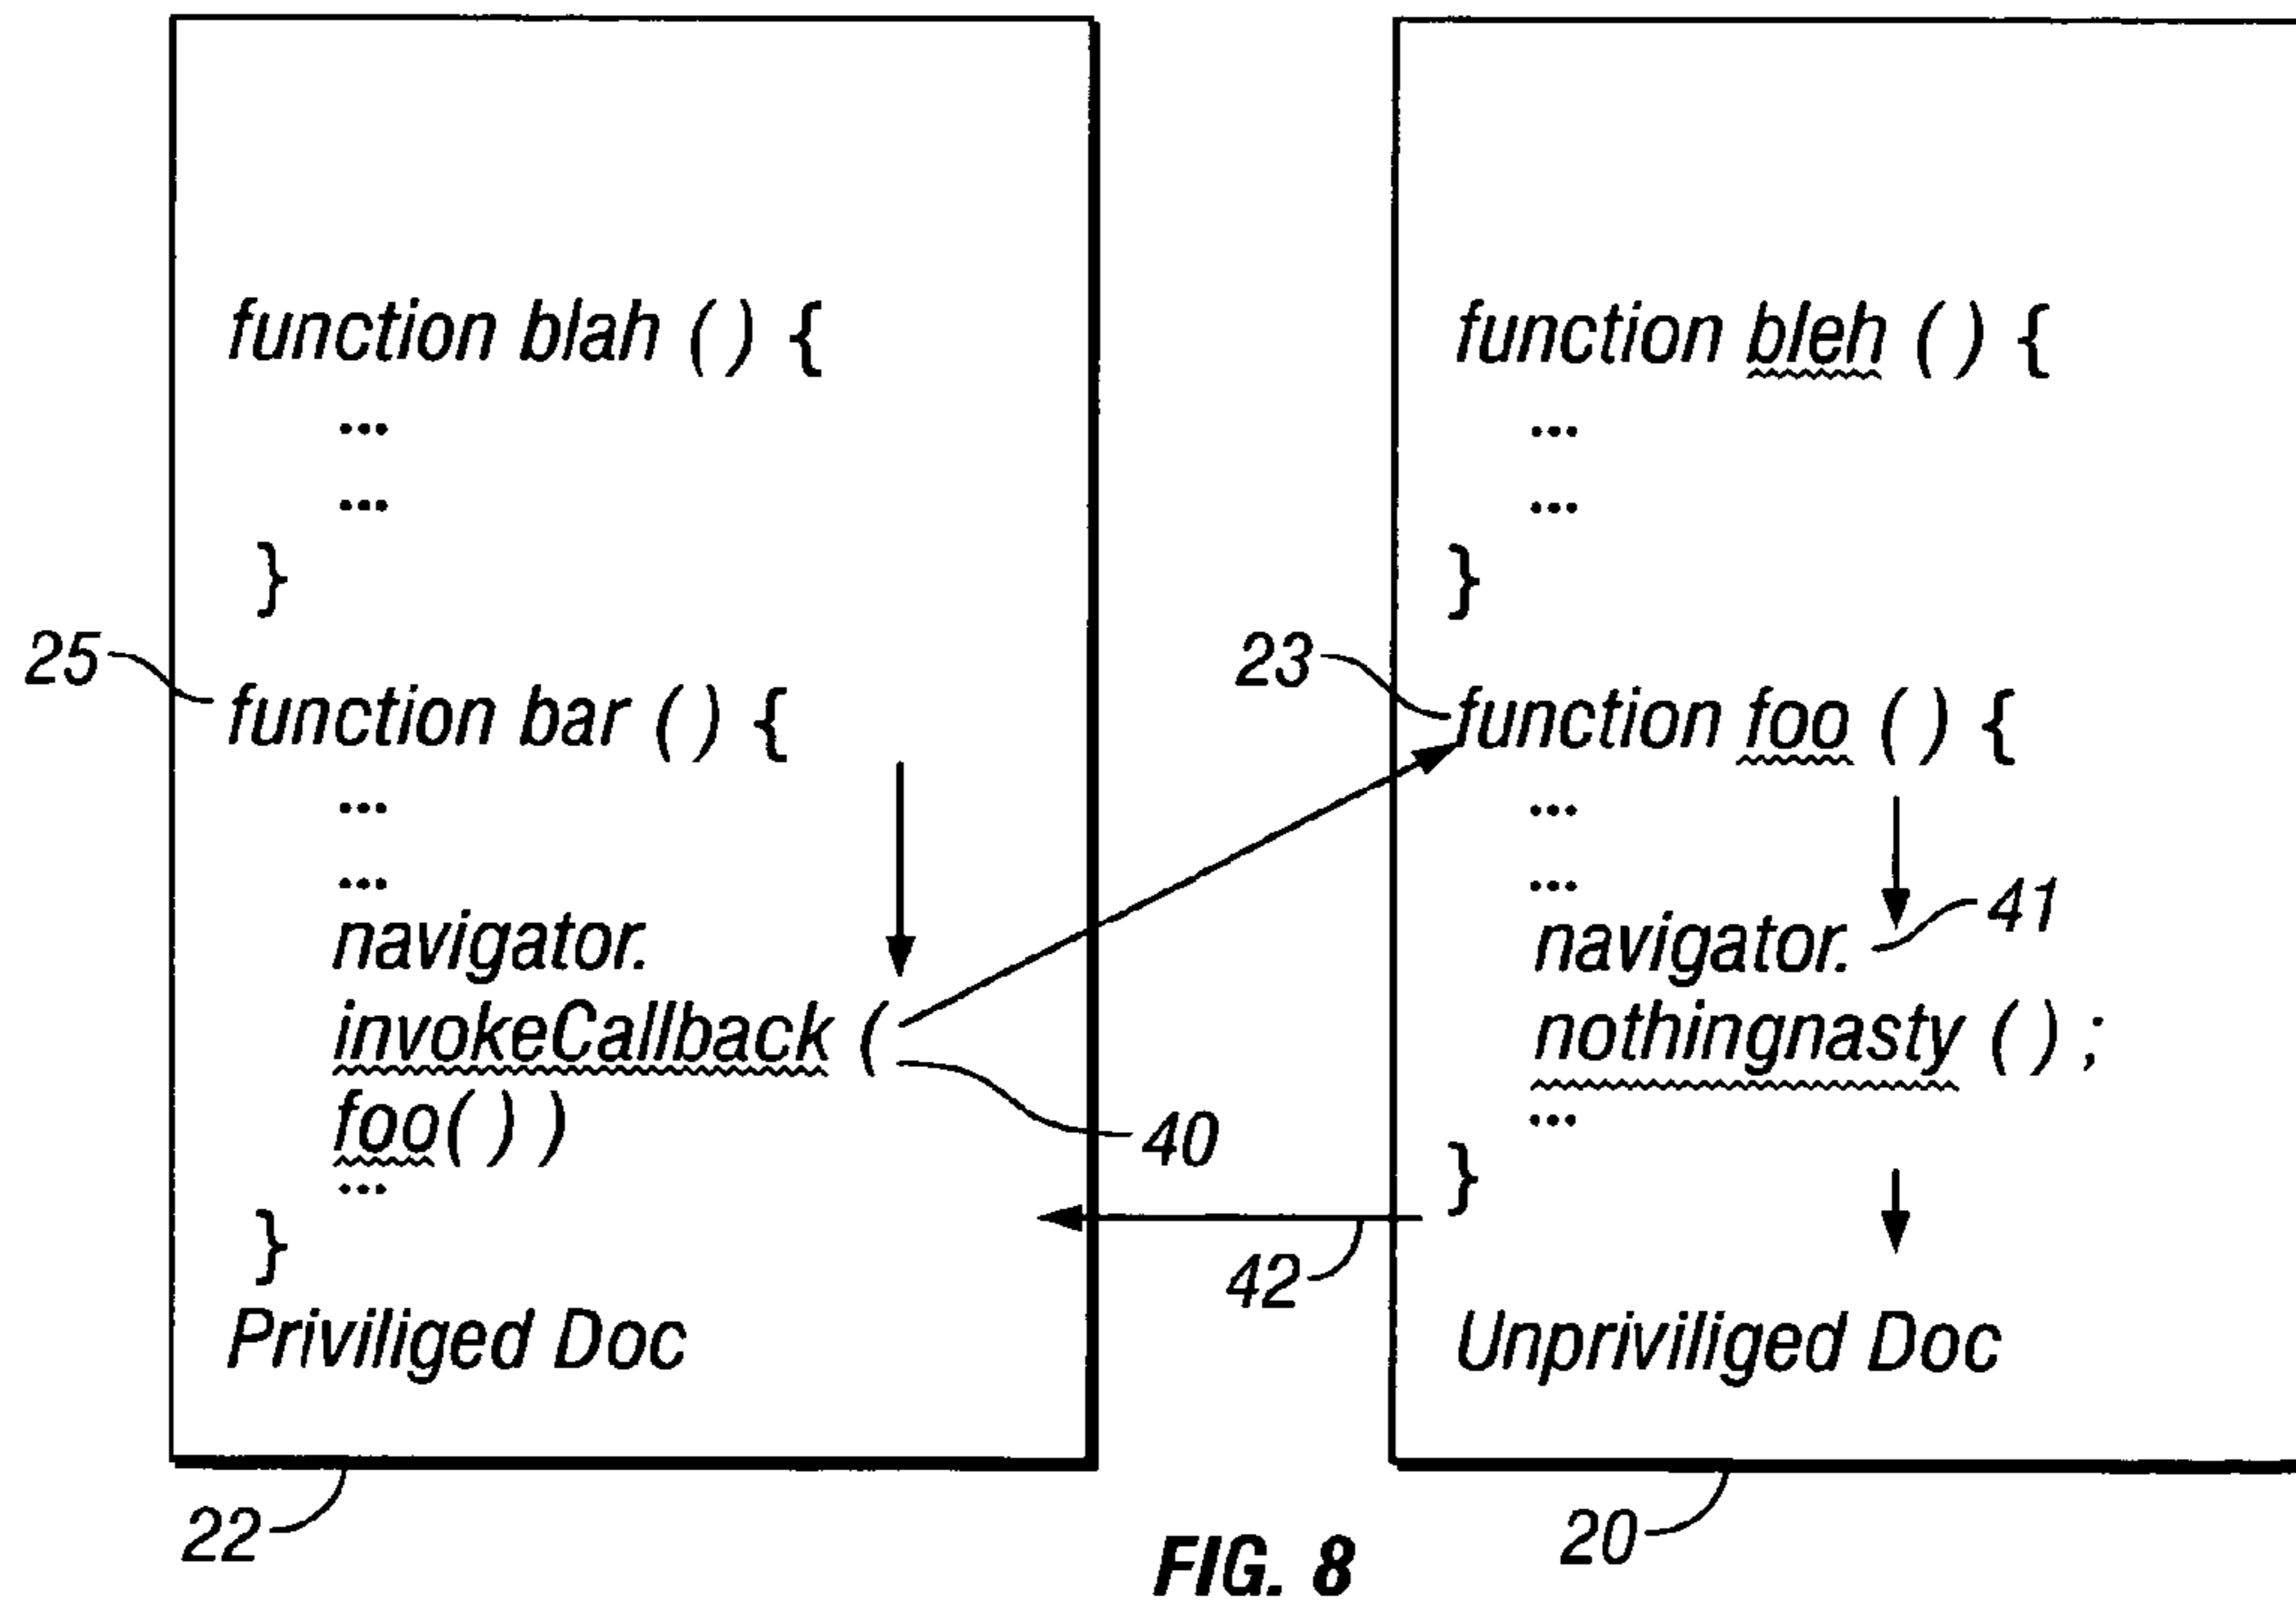 function blah ( ) {
...
...
}
25
function bar ( ) {
...
...
navigator.
invokeCallback (
foo( ) )
...
}
Priviliged Doc
22
40
42
function bleh ( ) {
...
...
}
23
function foo ( ) {
...
...
navigator.
41
nothingnasty ( ) ;
...
}
Unpriviliged Doc
20
FIG. 8